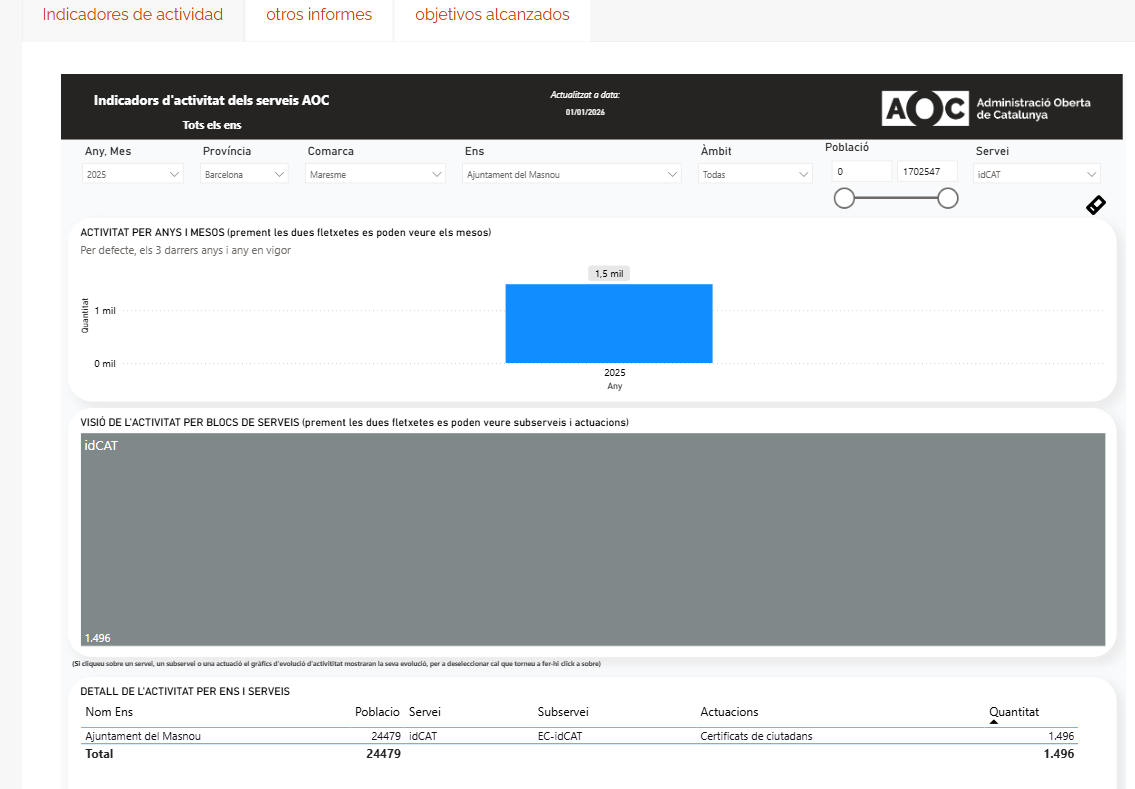 Indicadores de actividad
otros informes
objetivos alcanzados
Indicadors d'activitat dels serveis AOC
Tots els ens
Actualitzat a data:
01/01/2026
AOC
Administració Oberta
de Catalunya
Any, Mes
Província
Comarca
Ens
Àmbit
Població
Servei
2025
Barcelona
Maresme
Ajuntament del Masnou
Todas
0
1702547
idCAT
ACTIVITAT PER ANYS I MESOS (prement les dues fletxetes es poden veure els mesos)
Per defecte, els 3 darrers anys i any en vigor
1,5 mil
Quantitat
1 mil
0 mil
2025
Any
VISIÓ DE L'ACTIVITAT PER BLOCS DE SERVEIS (prement les dues fletxetes es poden veure subserveis i actuacions)
idCAT
1.496
(Si cliqueu sobre un servei, un subservei o una actuació el gràfics d'evolució d'activititat mostraran la seva evolució, per a deseleccionar cal que torneu a fer-hi click a sobre)
DETALL DE L'ACTIVITAT PER ENS I SERVEIS
Nom Ens Poblacio Servei Subservei Actuacions Quantitat
Ajuntament del Masnou 24479 idCAT EC-idCAT Certificats de ciutadans 1.496
Total 24479 1.496